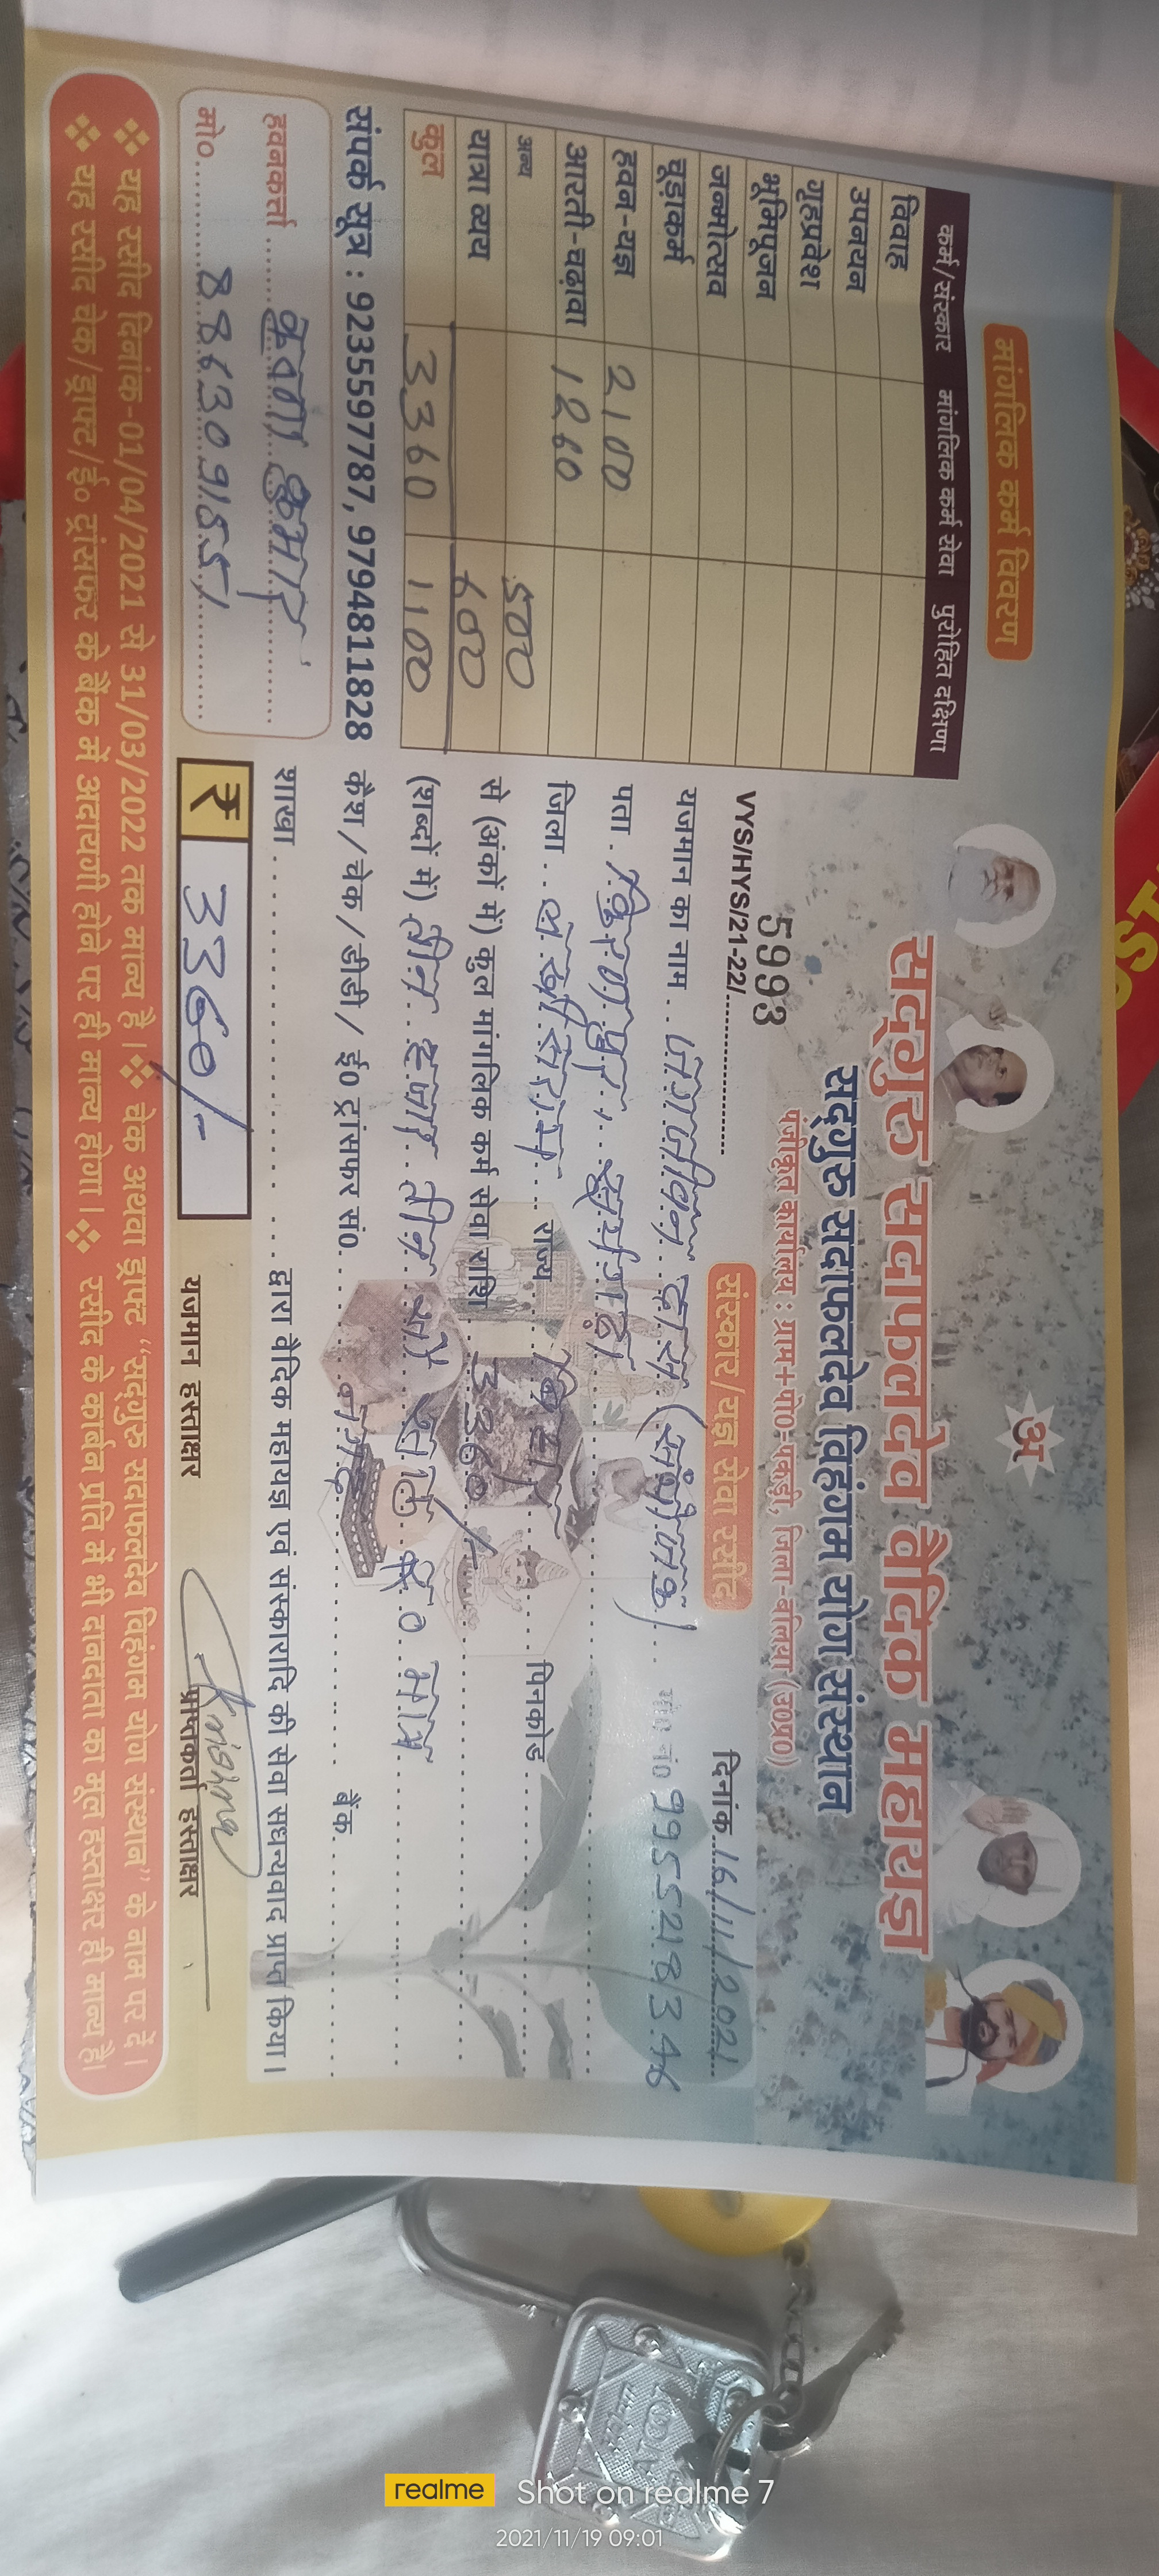 अ
सद्गुरु सदाफलदेव वैदिक महायज्ञ
सद्गुरु सदाफलदेव विहंगम योग संस्थान
पंजीकृत कार्यालय : ग्राम+पो0-पकड़ी, जिला-बलिया (उ0प्र0)
5993
VYS/HYS/21-22/
संस्कार/यज्ञ सेवा रसीद
दिनांक 16/11/2021
यजमान का नाम जगजीवन दास (संयोजक) मो0 नं0 9955218346
पता
जिला राज्य बिहार पिनकोड
से (अंकों में) कुल मांगलिक कर्म सेवा राशि 3360/-
(शब्दों में) तीन हजार तीन सौ साठ रू0 मात्र
केश/चेक/डीडी/ ई0 ट्रांसफर सं0. नगद बैंक
शाखा द्वारा वैदिक महायज्ञ एवं संस्कारादि की सेवा सधन्यवाद प्राप्त किया।
₹ 3360/-
यजमान हस्ताक्षर
Krishna
प्राप्तकर्ता हस्ताक्षर
मांगलिक कर्म विवरण
कर्म/संस्कार मांगलिक कर्म सेवा पुरोहित दक्षिणा
विवाह
उपनयन
गृहप्रवेश
भूमिपूजन
जन्मोत्सव
चूड़ाकर्म
हवन-यज्ञ 2100
आरती-चढ़ावा 1260
अन्य 500
यात्रा व्यय 600
कुल 3360 1100
संपर्क सूत्र : 9235597787, 9794811828
हवनकर्ता कुमार
मो0. 8863091551
❖ यह रसीद दिनांक-01/04/2021 से 31/03/2022 तक मान्य है। ❖ चेक अथवा ड्राफ्ट "सद्गुरु सदाफलदेव विहंगम योग संस्थान" के नाम पर दें।
❖ यह रसीद चेक/ड्राफ्ट/ई0 ट्रांसफर के बैंक में अदायगी होने पर ही मान्य होगा। ❖ रसीद के कार्बन प्रति में भी दानदाता का मूल हस्ताक्षर ही मान्य है।
realme Shot on realme 7
2021/11/19 09:01